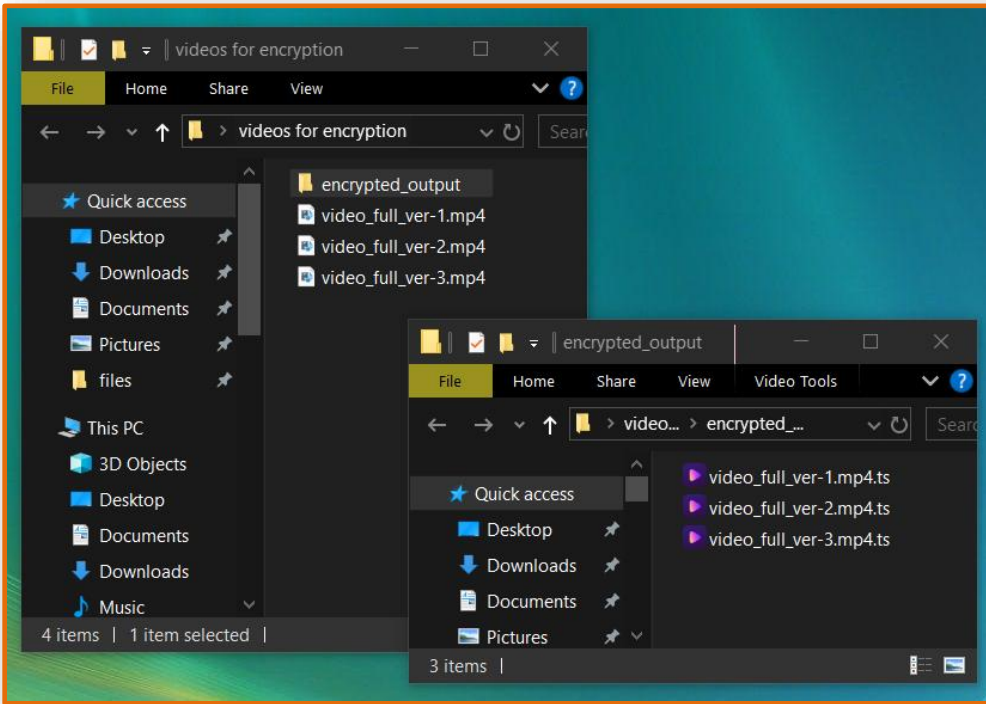 videos for encryption
File Home Share View
videos for encryption
Sear
Quick access
Desktop
Downloads
Documents
Pictures
files
This PC
3D Objects
Desktop
Documents
Downloads
Music
encrypted_output
video_full_ver-1.mp4
video_full_ver-2.mp4
video_full_ver-3.mp4
4 items 1 item selected
encrypted_output
File Home Share View Video Tools
video... encrypted_...
Searc
Quick access
Desktop
Downloads
Documents
Pictures
video_full_ver-1.mp4.ts
video_full_ver-2.mp4.ts
video_full_ver-3.mp4.ts
3 items